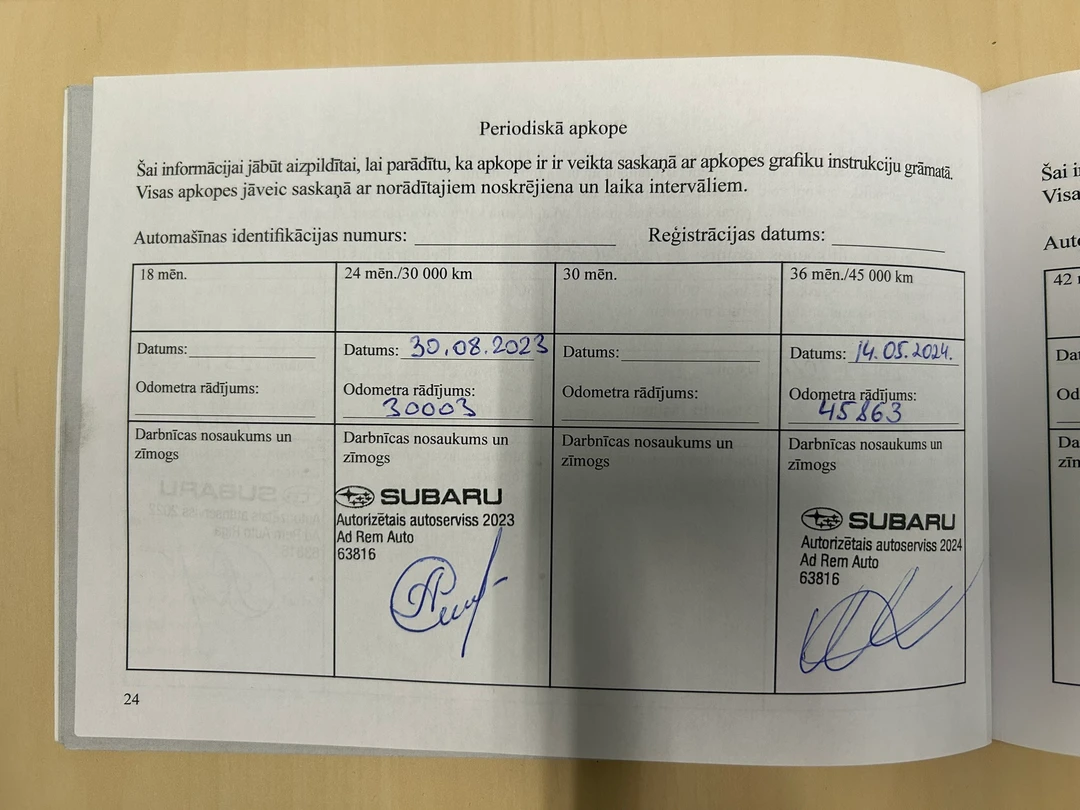 Periodiskā apkope
Šai informācijai jābūt aizpildītai, lai parādītu, ka apkope ir ir veikta saskaņā ar apkopes grafiku instrukciju grāmatā.
Visas apkopes jāveic saskaņā ar norādītajiem noskrējiena un laika intervāliem.
Automašīnas identifikācijas numurs: Reģistrācijas datums:
18 mēn.
Datums:
Odometra rādījums:
Darbnīcas nosaukums un
zīmogs
24 mēn./30 000 km
Datums: 30.08.2023
Odometra rādījums:
30003
Darbnīcas nosaukums un
zīmogs
SUBARU
Autorizētais autoserviss 2023
Ad Rem Auto
63816
30 mēn.
Datums:
Odometra rādījums:
Darbnīcas nosaukums un
zīmogs
36 mēn./45 000 km
Datums: 14.05.2024.
Odometra rādījums:
45863
Darbnīcas nosaukums un
zīmogs
SUBARU
Autorizētais autoserviss 2024
Ad Rem Auto
63816
24
Šai
42